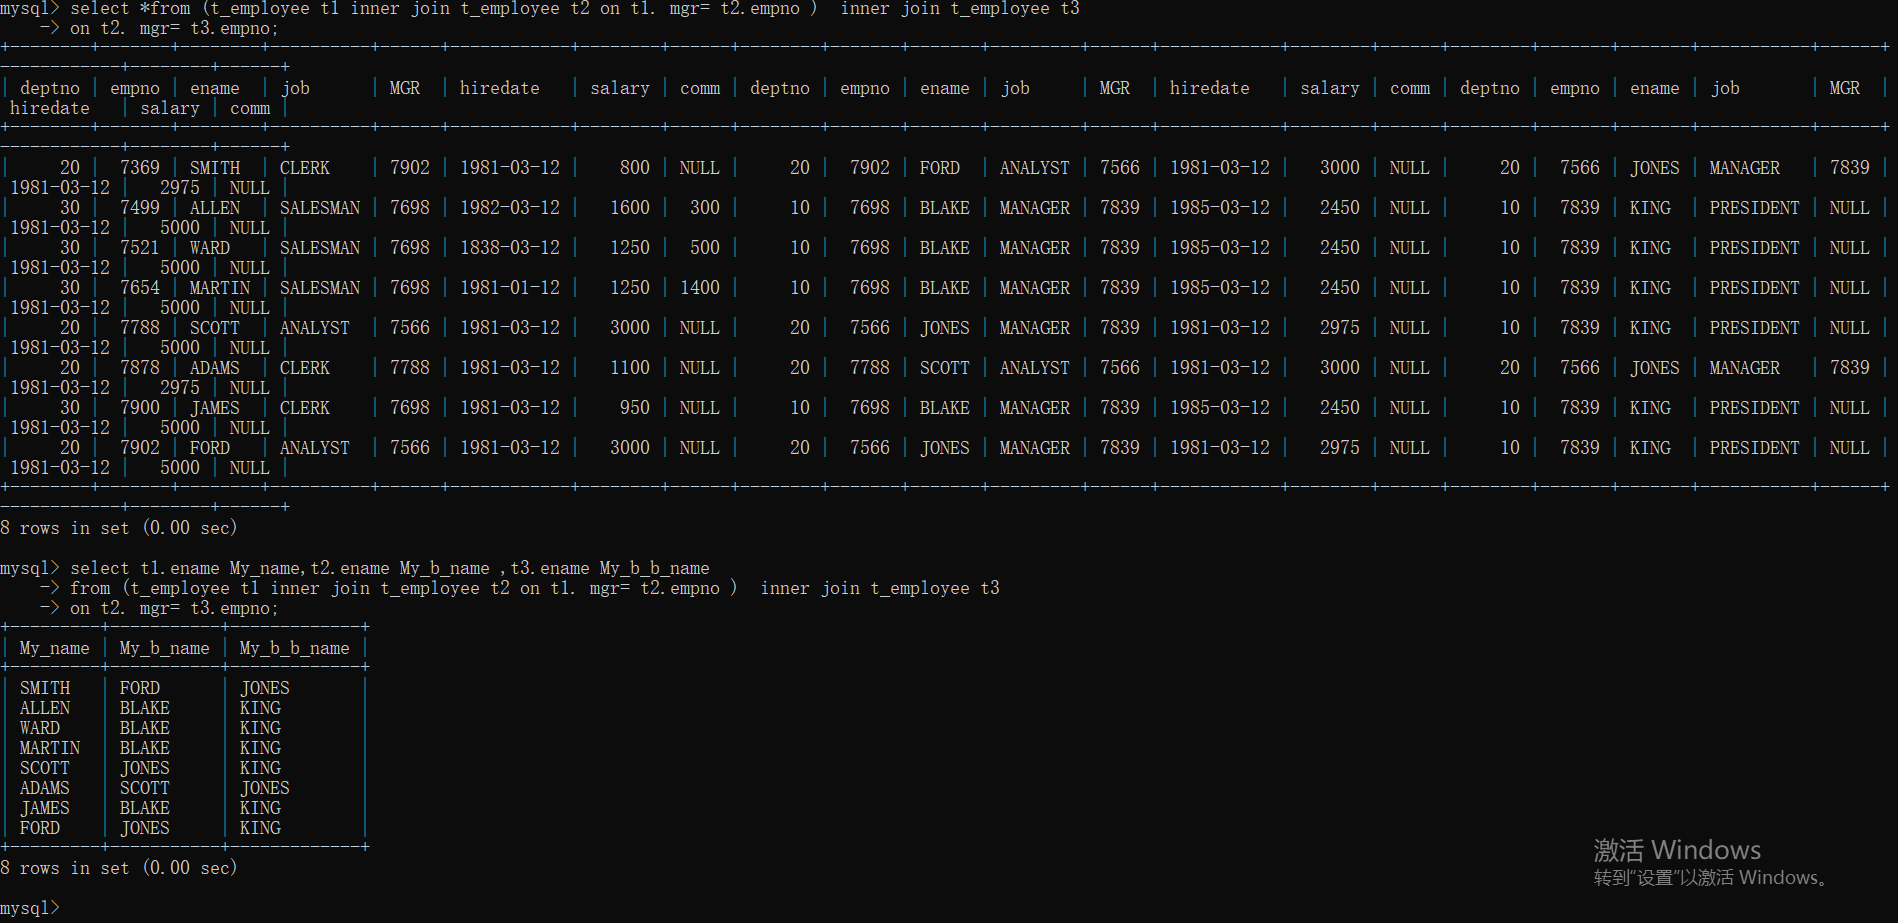 mysql> select *from (t_employee t1 inner join t_employee t2 on t1. mgr= t2.empno )  inner join t_employee t3
    -> on t2. mgr= t3.empno;
+--------+-------+--------+-----------+------+------------+--------+------+--------+-------+-------+---------+------+------------+--------+------+--------+-------+-------+-----------+------+
------------+--------+------+
| deptno | empno | ename  | job       | MGR  | hiredate   | salary | comm | deptno | empno | ename | job     | MGR  | hiredate   | salary | comm | deptno | empno | ename | job       | MGR  |
 hiredate   | salary | comm |
+--------+-------+--------+-----------+------+------------+--------+------+--------+-------+-------+---------+------+------------+--------+------+--------+-------+-------+-----------+------+
------------+--------+------+
|     20 |  7369 | SMITH  | CLERK     | 7902 | 1981-03-12 |    800 | NULL |     20 |  7902 | FORD  | ANALYST | 7566 | 1981-03-12 |   3000 | NULL |     20 |  7566 | JONES | MANAGER   | 7839 |
 1981-03-12 |   2975 | NULL |
|     30 |  7499 | ALLEN  | SALESMAN  | 7698 | 1982-03-12 |   1600 |  300 |     10 |  7698 | BLAKE | MANAGER | 7839 | 1985-03-12 |   2450 | NULL |     10 |  7839 | KING  | PRESIDENT | NULL |
 1981-03-12 |   5000 | NULL |
|     30 |  7521 | WARD   | SALESMAN  | 7698 | 1838-03-12 |   1250 |  500 |     10 |  7698 | BLAKE | MANAGER | 7839 | 1985-03-12 |   2450 | NULL |     10 |  7839 | KING  | PRESIDENT | NULL |
 1981-03-12 |   5000 | NULL |
|     30 |  7654 | MARTIN | SALESMAN  | 7698 | 1981-01-12 |   1250 | 1400 |     10 |  7698 | BLAKE | MANAGER | 7839 | 1985-03-12 |   2450 | NULL |     10 |  7839 | KING  | PRESIDENT | NULL |
 1981-03-12 |   5000 | NULL |
|     20 |  7788 | SCOTT  | ANALYST   | 7566 | 1981-03-12 |   3000 | NULL |     20 |  7566 | JONES | MANAGER | 7839 | 1981-03-12 |   2975 | NULL |     10 |  7839 | KING  | PRESIDENT | NULL |
 1981-03-12 |   5000 | NULL |
|     20 |  7878 | ADAMS  | CLERK     | 7788 | 1981-03-12 |   1100 | NULL |     20 |  7788 | SCOTT | ANALYST | 7566 | 1981-03-12 |   3000 | NULL |     20 |  7566 | JONES | MANAGER   | 7839 |
 1981-03-12 |   2975 | NULL |
|     30 |  7900 | JAMES  | CLERK     | 7698 | 1981-03-12 |    950 | NULL |     10 |  7698 | BLAKE | MANAGER | 7839 | 1985-03-12 |   2450 | NULL |     10 |  7839 | KING  | PRESIDENT | NULL |
 1981-03-12 |   5000 | NULL |
|     20 |  7902 | FORD   | ANALYST   | 7566 | 1981-03-12 |   3000 | NULL |     20 |  7566 | JONES | MANAGER | 7839 | 1981-03-12 |   2975 | NULL |     10 |  7839 | KING  | PRESIDENT | NULL |
 1981-03-12 |   5000 | NULL |
+--------+-------+--------+-----------+------+------------+--------+------+--------+-------+-------+---------+------+------------+--------+------+--------+-------+-------+-----------+------+
------------+--------+------+
8 rows in set (0.00 sec)

mysql> select t1.ename My_name,t2.ename My_b_name ,t3.ename My_b_b_name
    -> from (t_employee t1 inner join t_employee t2 on t1. mgr= t2.empno )  inner join t_employee t3
    -> on t2. mgr= t3.empno;
+---------+-----------+-------------+
| My_name | My_b_name | My_b_b_name |
+---------+-----------+-------------+
| SMITH   | FORD      | JONES       |
| ALLEN   | BLAKE     | KING        |
| WARD    | BLAKE     | KING        |
| MARTIN  | BLAKE     | KING        |
| SCOTT   | JONES     | KING        |
| ADAMS   | SCOTT     | JONES       |
| JAMES   | BLAKE     | KING        |
| FORD    | JONES     | KING        |
+---------+-----------+-------------+
8 rows in set (0.00 sec)

mysql>
激活 Windows
转到"设置"以激活 Windows。